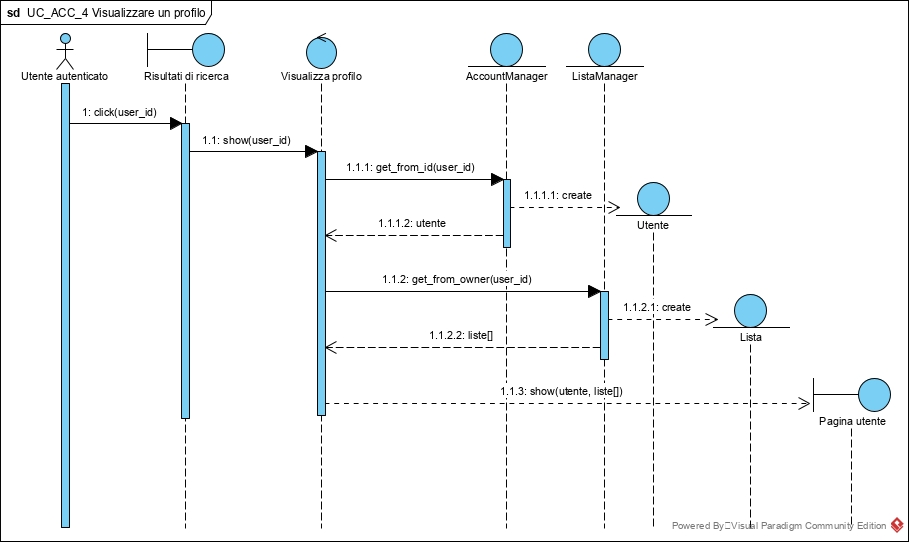 sd UC_ACC_4 Visualizzare un profilo
Utente autenticato
Risultati di ricerca
Visualizza profilo
AccountManager
ListaManager
1: click(user_id)
1.1: show(user_id)
1.1.1: get_from_id(user_id)
1.1.1.1: create
Utente
1.1.1.2: utente
1.1.2: get_from_owner(user_id)
1.1.2.1: create
Lista
1.1.2.2: liste[]
1.1.3: show(utente, liste[])
Pagina utente
Powered By Visual Paradigm Community Edition